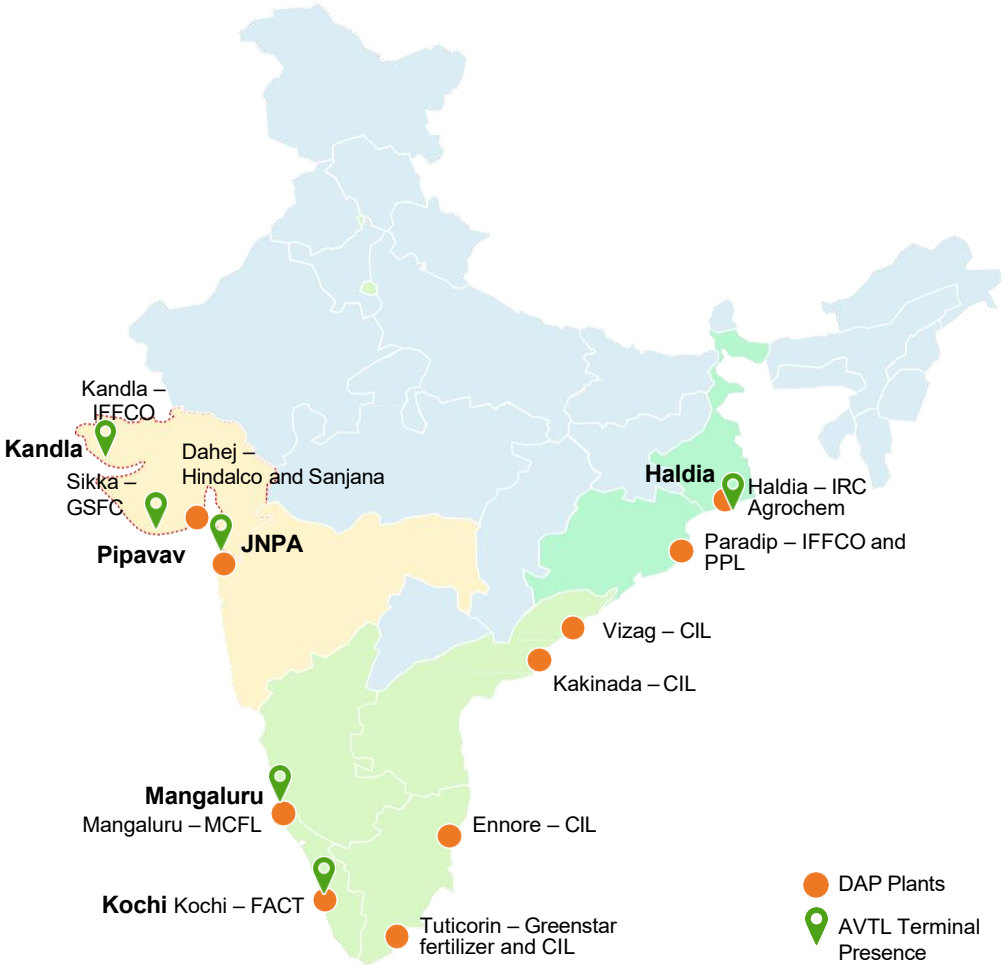 Kandla –
IFFCO
Kandla
Dahej –
Hindalco and Sanjana
Sikka –
GSFC
Pipavav
JNPA
Haldia
Haldia – IRC
Agrochem
Paradip – IFFCO and
PPL
Vizag – CIL
Kakinada – CIL
Mangaluru
Mangaluru – MCFL
Ennore – CIL
Kochi Kochi – FACT
Tuticorin – Greenstar
fertilizer and CIL
DAP Plants
AVTL Terminal
Presence